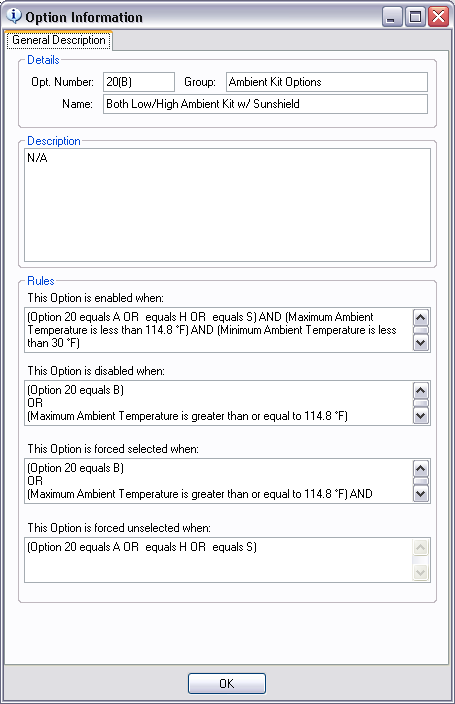 Option Information
General Description
Details
Opt. Number: 20(B) Group: Ambient Kit Options
Name: Both Low/High Ambient Kit w/ Sunshield
Description
N/A
Rules
This Option is enabled when:
(Option 20 equals A OR  equals H OR  equals S) AND (Maximum Ambient
Temperature is less than 114.8 °F) AND (Minimum Ambient Temperature is less
than 30 °F)
This Option is disabled when:
(Option 20 equals B)
OR
(Maximum Ambient Temperature is greater than or equal to 114.8 °F)
This Option is forced selected when:
(Option 20 equals B)
OR
(Maximum Ambient Temperature is greater than or equal to 114.8 °F) AND
This Option is forced unselected when:
(Option 20 equals A OR  equals H OR  equals S)
OK